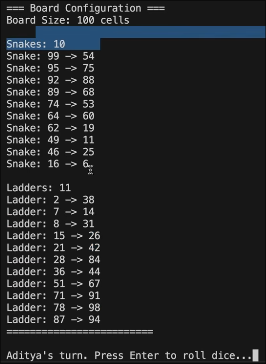 === Board Configuration ===
Board Size: 100 cells
Snakes: 10
Snake: 99 -> 54
Snake: 95 -> 75
Snake: 92 -> 88
Snake: 89 -> 68
Snake: 74 -> 53
Snake: 64 -> 60
Snake: 62 -> 19
Snake: 49 -> 11
Snake: 46 -> 25
Snake: 16 -> 6
Ladders: 11
Ladder: 2 -> 38
Ladder: 7 -> 14
Ladder: 8 -> 31
Ladder: 15 -> 26
Ladder: 21 -> 42
Ladder: 28 -> 84
Ladder: 36 -> 44
Ladder: 51 -> 67
Ladder: 71 -> 91
Ladder: 78 -> 98
Ladder: 87 -> 94
=========================
Aditya's turn. Press Enter to roll dice...